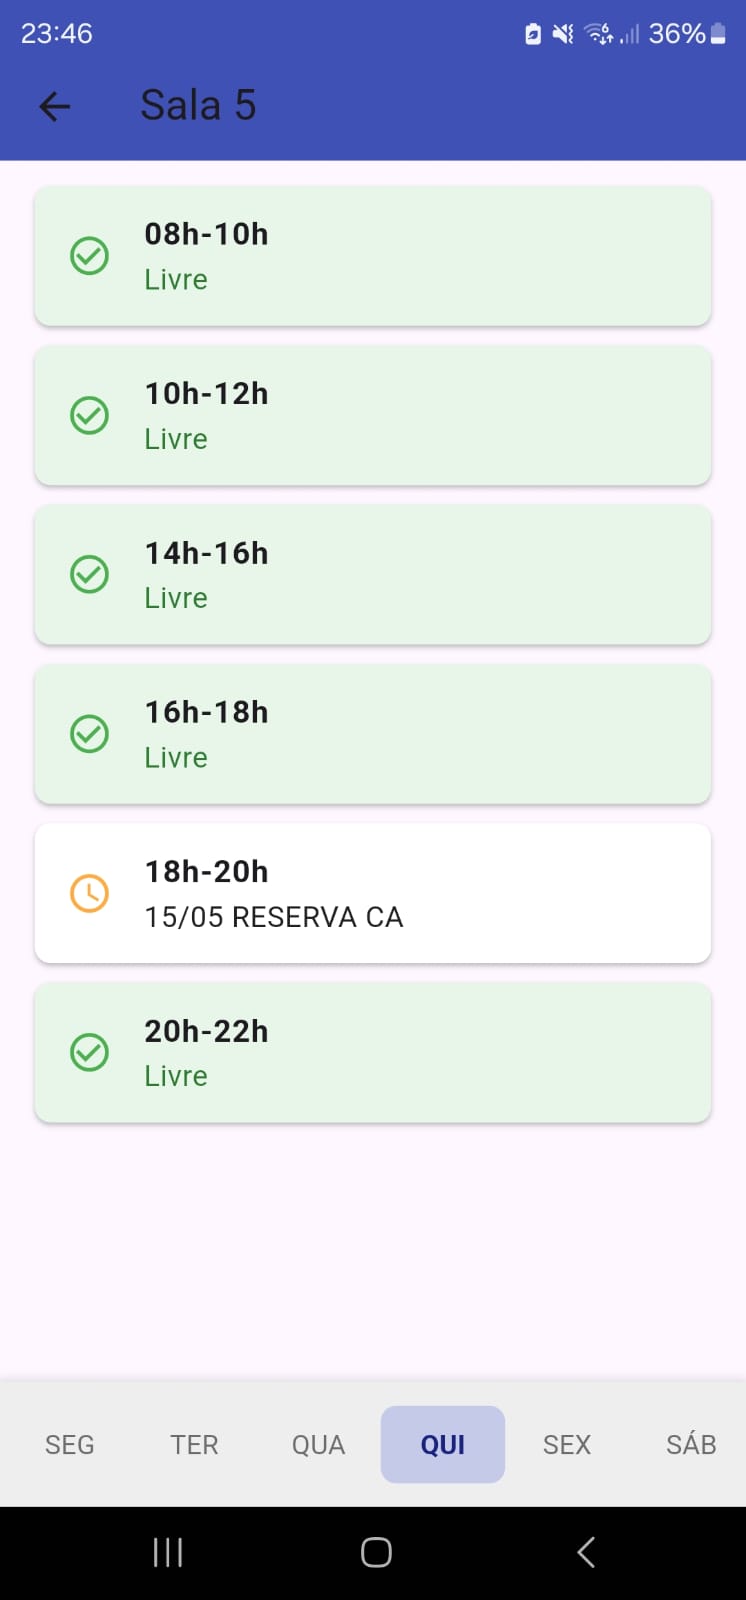 23:46
36%
Sala 5
08h-10h
Livre
10h-12h
Livre
14h-16h
Livre
16h-18h
Livre
18h-20h
15/05 RESERVA CA
20h-22h
Livre
SEG TER QUA QUI SEX SÁB